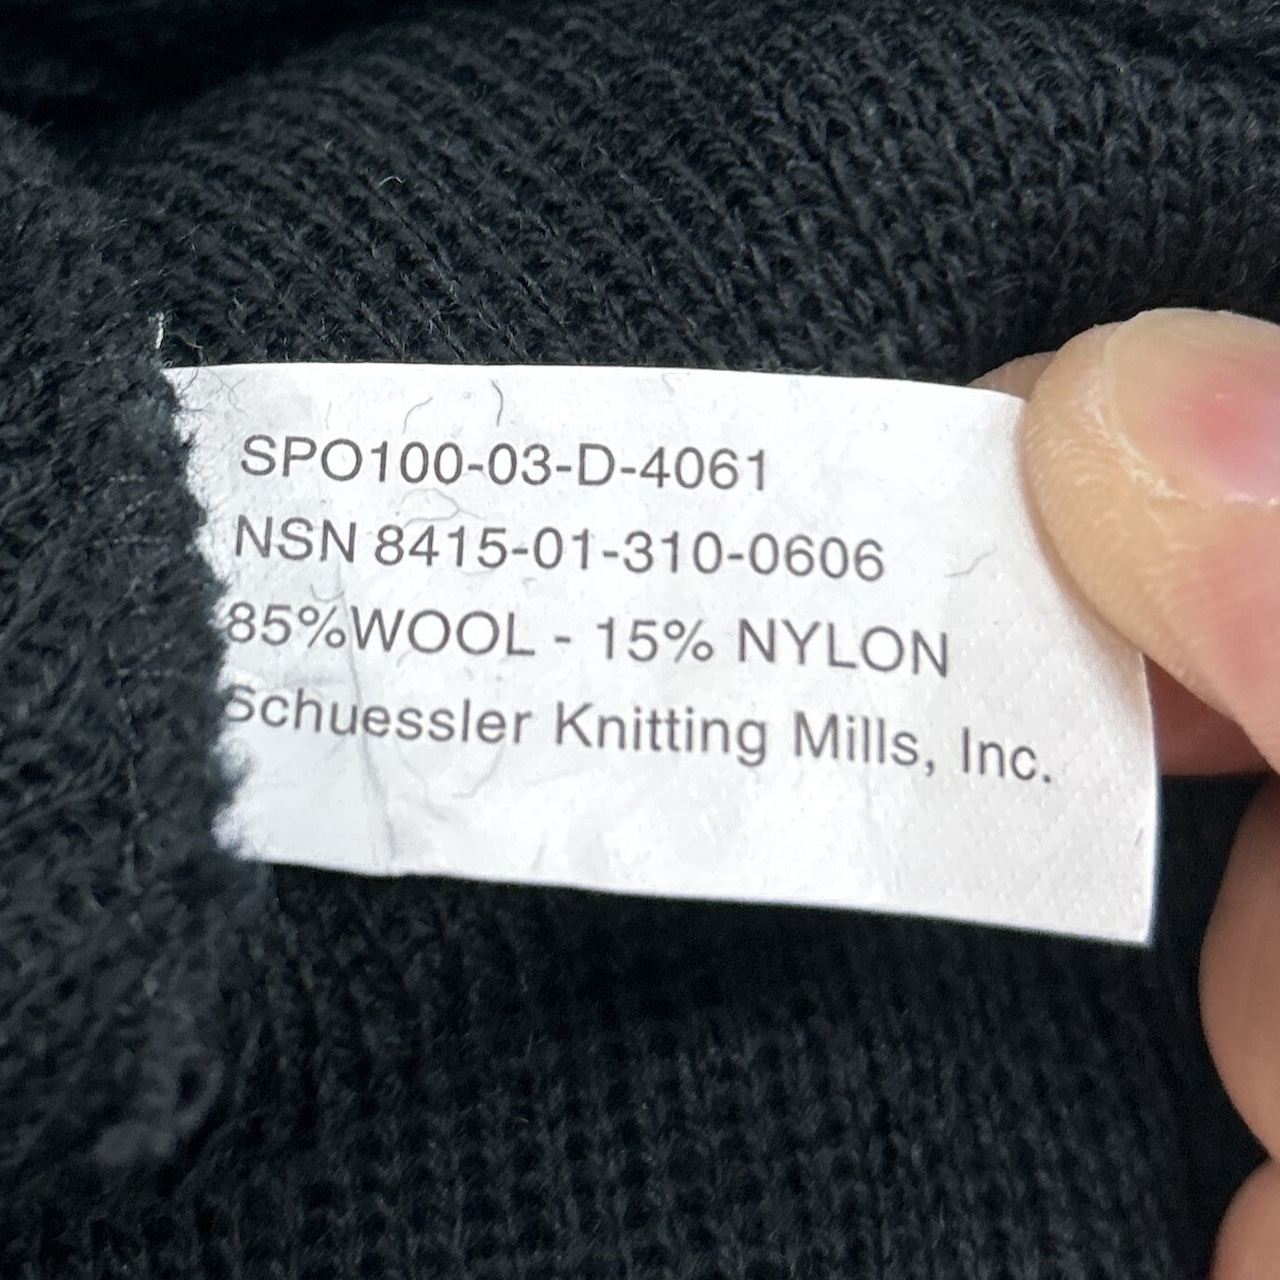 SPO100-03-D-4061
NSN 8415-01-310-0606
85%WOOL - 15% NYLON
Schuessler Knitting Mills, Inc.